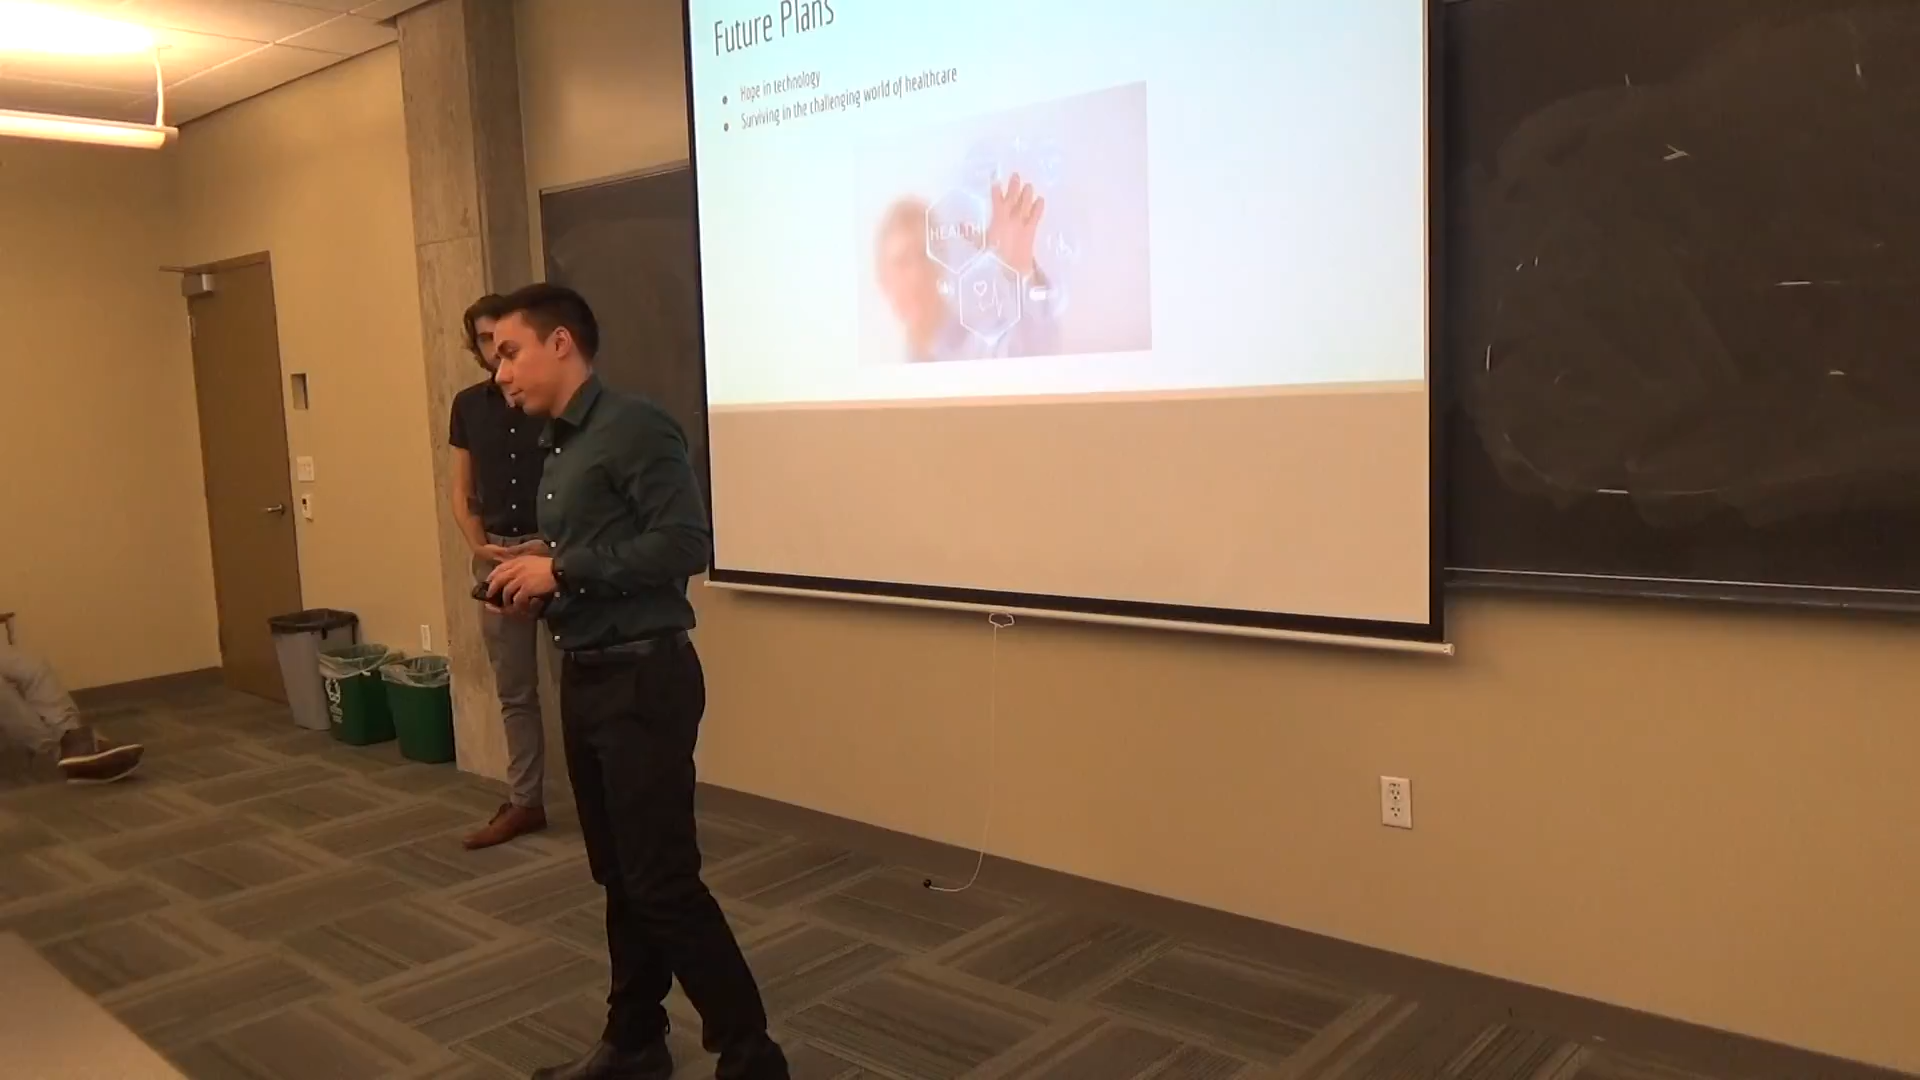 Future Plans
Hope in technology
Surviving in the challenging world of healthcare
HEALTH